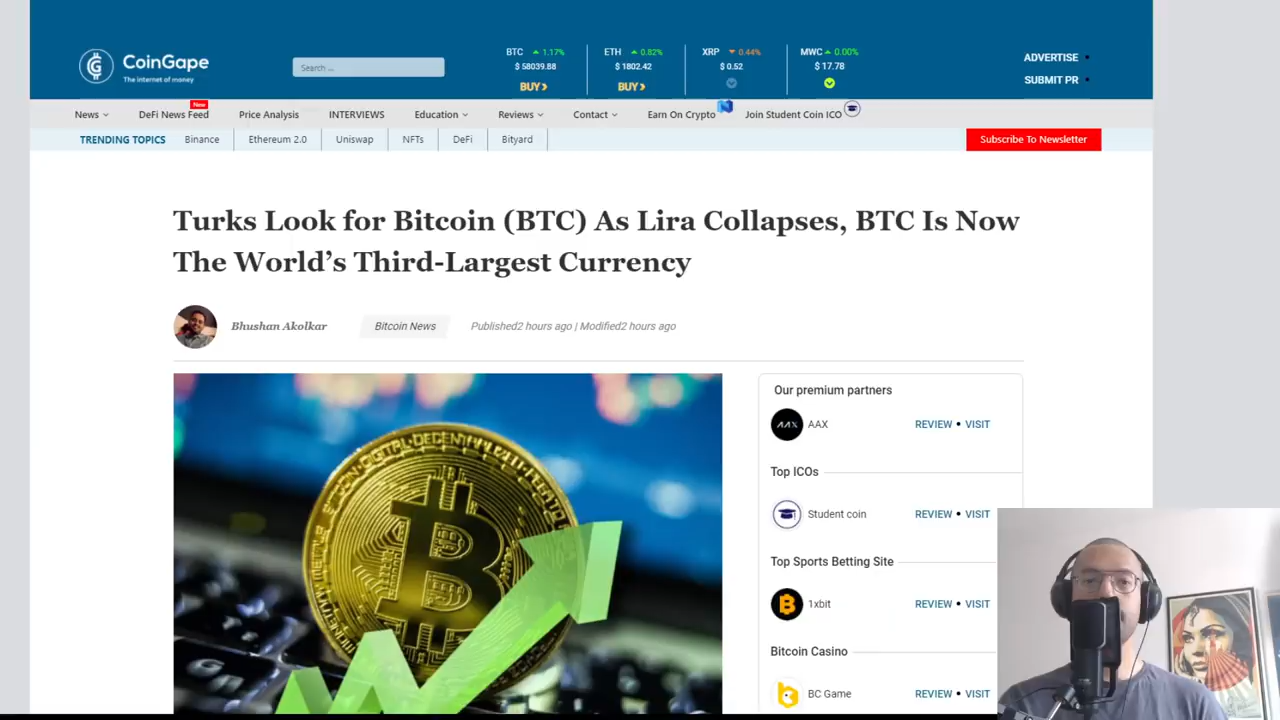 CoinGape
The internet of money
Search ...
BTC 1.17%
$ 58039.88
BUY
ETH 0.82%
$ 1802.42
BUY
XRP 0.44%
$ 0.52
MWC 0.00%
$ 17.78
ADVERTISE
SUBMIT PR
News
DeFi News Feed
New
Price Analysis
INTERVIEWS
Education
Reviews
Contact
Earn On Crypto
Join Student Coin ICO
TRENDING TOPICS
Binance
Ethereum 2.0
Uniswap
NFTs
DeFi
Bityard
Subscribe To Newsletter
Turks Look for Bitcoin (BTC) As Lira Collapses, BTC Is Now
The World's Third-Largest Currency
Bhushan Akolkar
Bitcoin News
Published2 hours ago | Modified2 hours ago
Our premium partners
AAX
AAX
REVIEW • VISIT
Top ICOs
Student coin
REVIEW • VISIT
Top Sports Betting Site
1xbit
REVIEW • VISIT
Bitcoin Casino
BC Game
REVIEW • VISIT